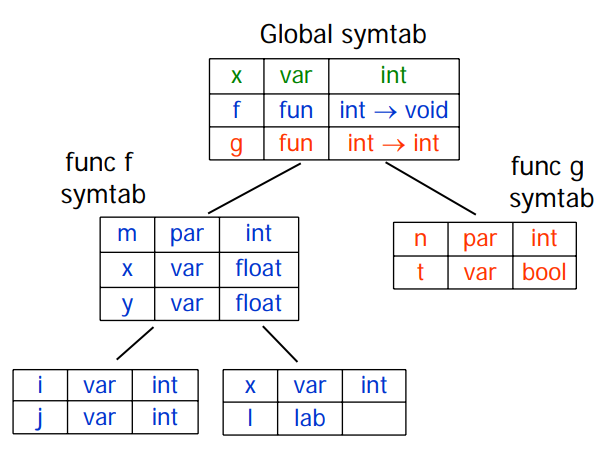 Global symtab
x var int
f fun int → void
g fun int → int
func f
symtab
m par int
x var float
y var float
func g
symtab
n par int
t var bool
i var int
j var int
x var int
l lab